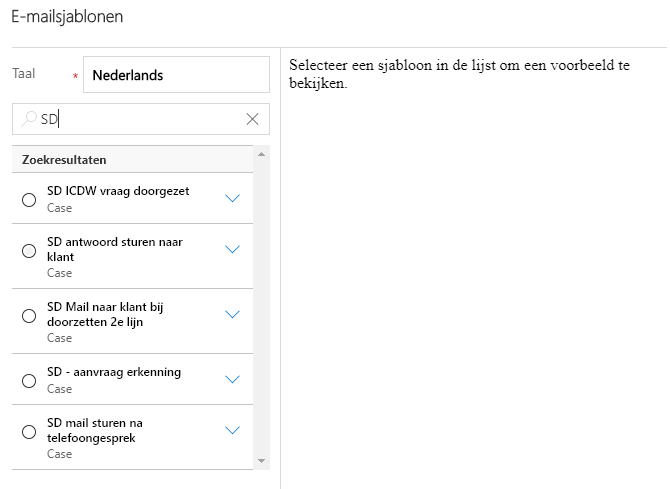 E-mailsjablonen
Taal * Nederlands
SD
Zoekresultaten
SD ICDW vraag doorgezet
Case
SD antwoord sturen naar
klant
Case
SD Mail naar klant bij
doorzetten 2e lijn
Case
SD - aanvraag erkenning
Case
SD mail sturen na
telefoongesprek
Case
Selecteer een sjabloon in de lijst om een voorbeeld te
bekijken.